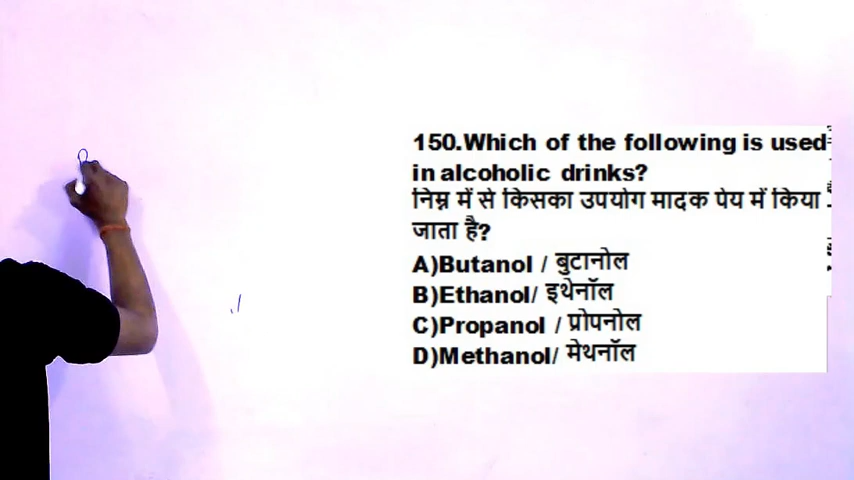 150.Which of the following is used
in alcoholic drinks?
निम्न में से किसका उपयोग मादक पेय में किया
जाता है?
A)Butanol / बुटानोल
B)Ethanol/ इथेनॉल
C)Propanol / प्रोपनोल
D)Methanol/ मेथनॉल